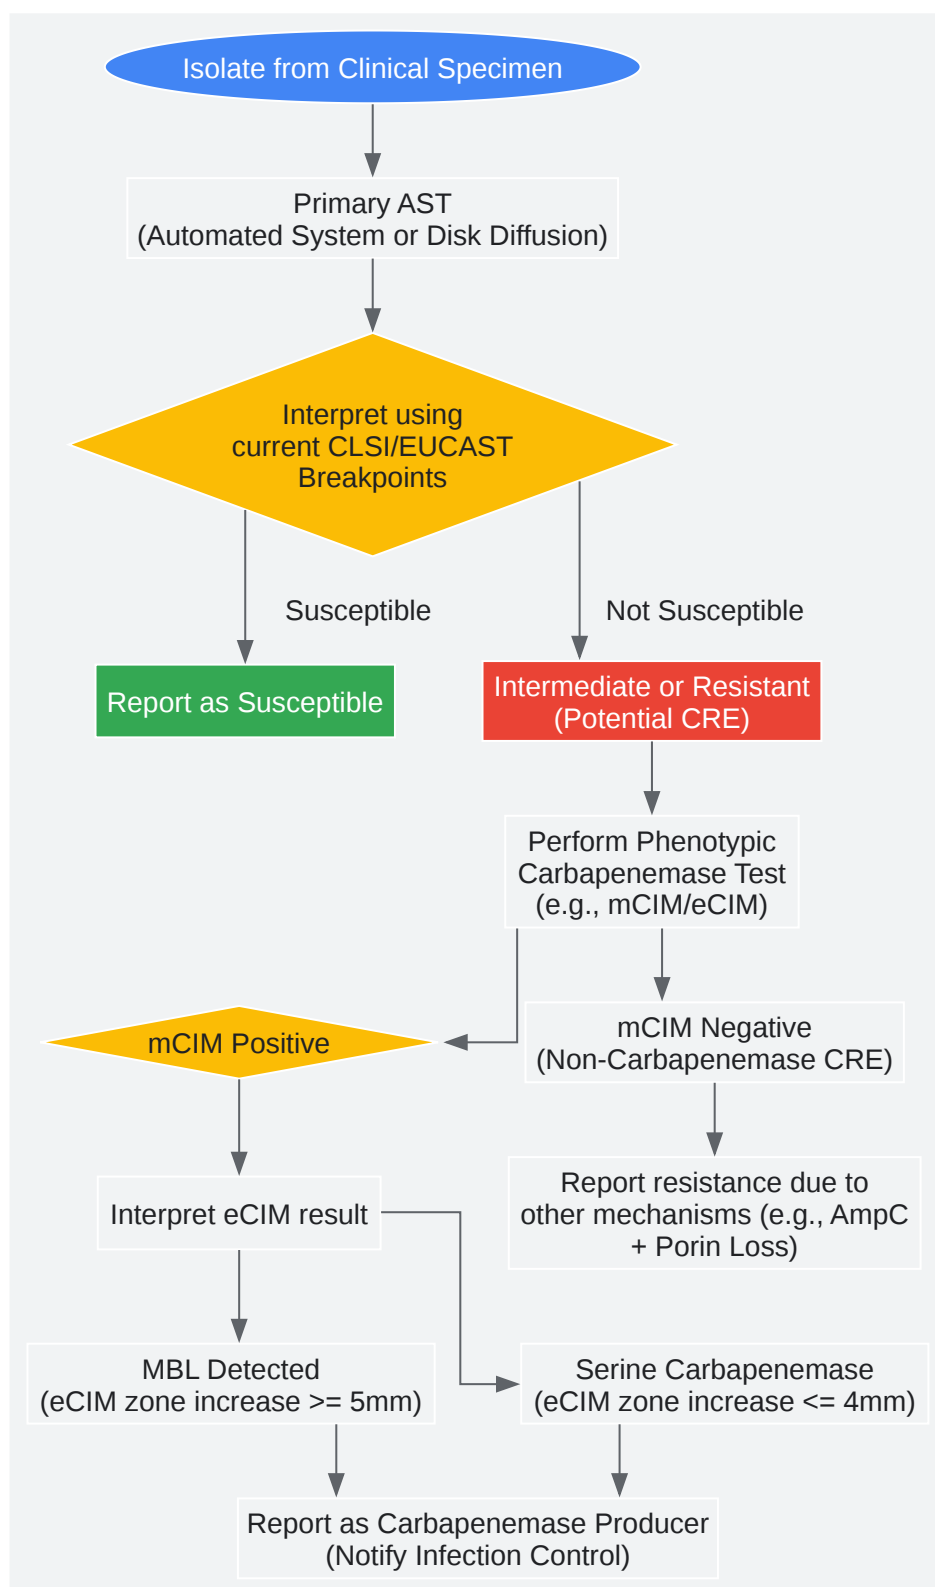 Isolate from Clinical Specimen
Primary AST
(Automated System or Disk Diffusion)
Interpret using
current CLSI/EUCAST
Breakpoints
Susceptible
Not Susceptible
Report as Susceptible
Intermediate or Resistant
(Potential CRE)
Perform Phenotypic
Carbapenemase Test
(e.g., mCIM/eCIM)
mCIM Positive
mCIM Negative
(Non-Carbapenemase CRE)
Interpret eCIM result
Report resistance due to
other mechanisms (e.g., AmpC
+ Porin Loss)
MBL Detected
(eCIM zone increase >= 5mm)
Serine Carbapenemase
(eCIM zone increase <= 4mm)
Report as Carbapenemase Producer
(Notify Infection Control)